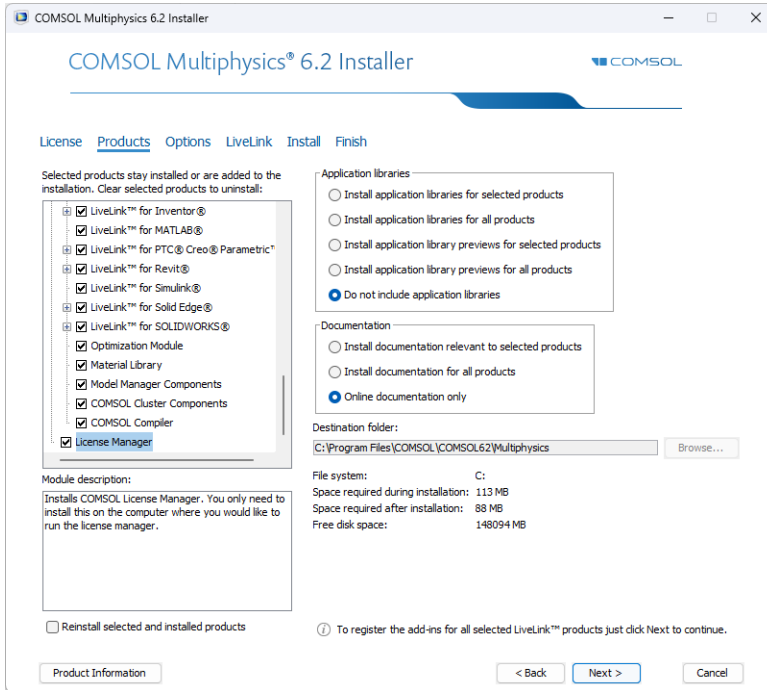 COMSOL Multiphysics 6.2 Installer
COMSOL Multiphysics® 6.2 Installer
COMSOL
License Products Options LiveLink Install Finish
Selected products stay installed or are added to the
installation. Clear selected products to uninstall:
LiveLink™ for Inventor®
LiveLink™ for MATLAB®
LiveLink™ for PTC® Creo® Parametric™
LiveLink™ for Revit®
LiveLink™ for Simulink®
LiveLink™ for Solid Edge®
LiveLink™ for SOLIDWORKS®
Optimization Module
Material Library
Model Manager Components
COMSOL Cluster Components
COMSOL Compiler
License Manager
Module description:
Installs COMSOL License Manager. You only need to
install this on the computer where you would like to
run the license manager.
Reinstall selected and installed products
Application libraries
Install application libraries for selected products
Install application libraries for all products
Install application library previews for selected products
Install application library previews for all products
Do not include application libraries
Documentation
Install documentation relevant to selected products
Install documentation for all products
Online documentation only
Destination folder:
C:\Program Files\COMSOL\COMSOL62\Multiphysics
Browse...
File system: C:
Space required during installation: 113 MB
Space required after installation: 88 MB
Free disk space: 148094 MB
To register the add-ins for all selected LiveLink™ products just click Next to continue.
Product Information
< Back
Next >
Cancel